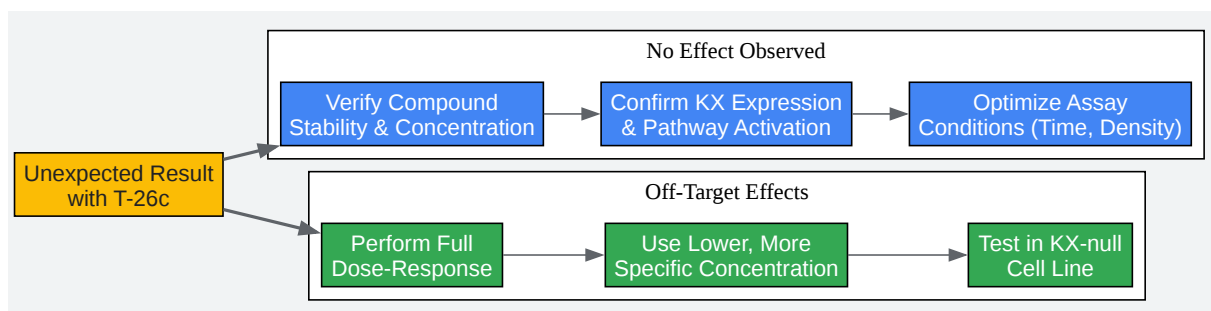 No Effect Observed
Verify Compound
Stability & Concentration
Confirm KX Expression
& Pathway Activation
Optimize Assay
Conditions (Time, Density)
Unexpected Result
with T-26c
Off-Target Effects
Perform Full
Dose-Response
Use Lower, More
Specific Concentration
Test in KX-null
Cell Line